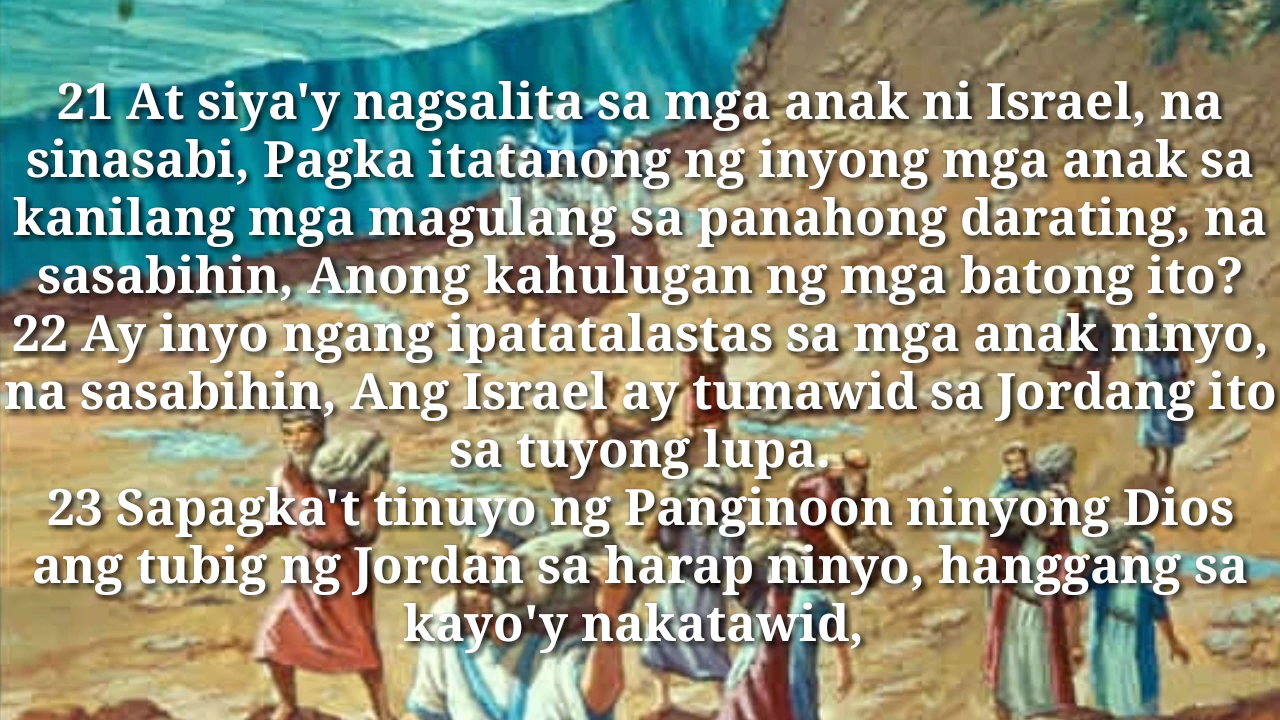 21 At siya'y nagsalita sa mga anak ni Israel, na
sinasabi, Pagka itatanong ng inyong mga anak sa
kanilang mga magulang sa panahong darating, na
sasabihin, Anong kahulugan ng mga batong ito?
22 Ay inyo ngang ipatatalastas sa mga anak ninyo,
na sasabihin, Ang Israel ay tumawid sa Jordang ito
sa tuyong lupa.
23 Sapagka't tinuyo ng Panginoon ninyong Dios
ang tubig ng Jordan sa harap ninyo, hanggang sa
kayo'y nakatawid,